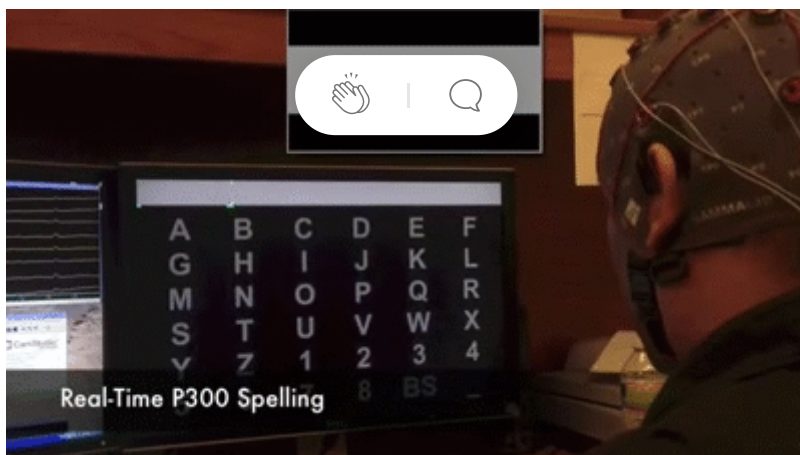 A B C D E F
G H I J K L
M N O P Q R
S T U V W X
Y Z 1 2 3 4
8 BS _
Real-Time P300 Spelling